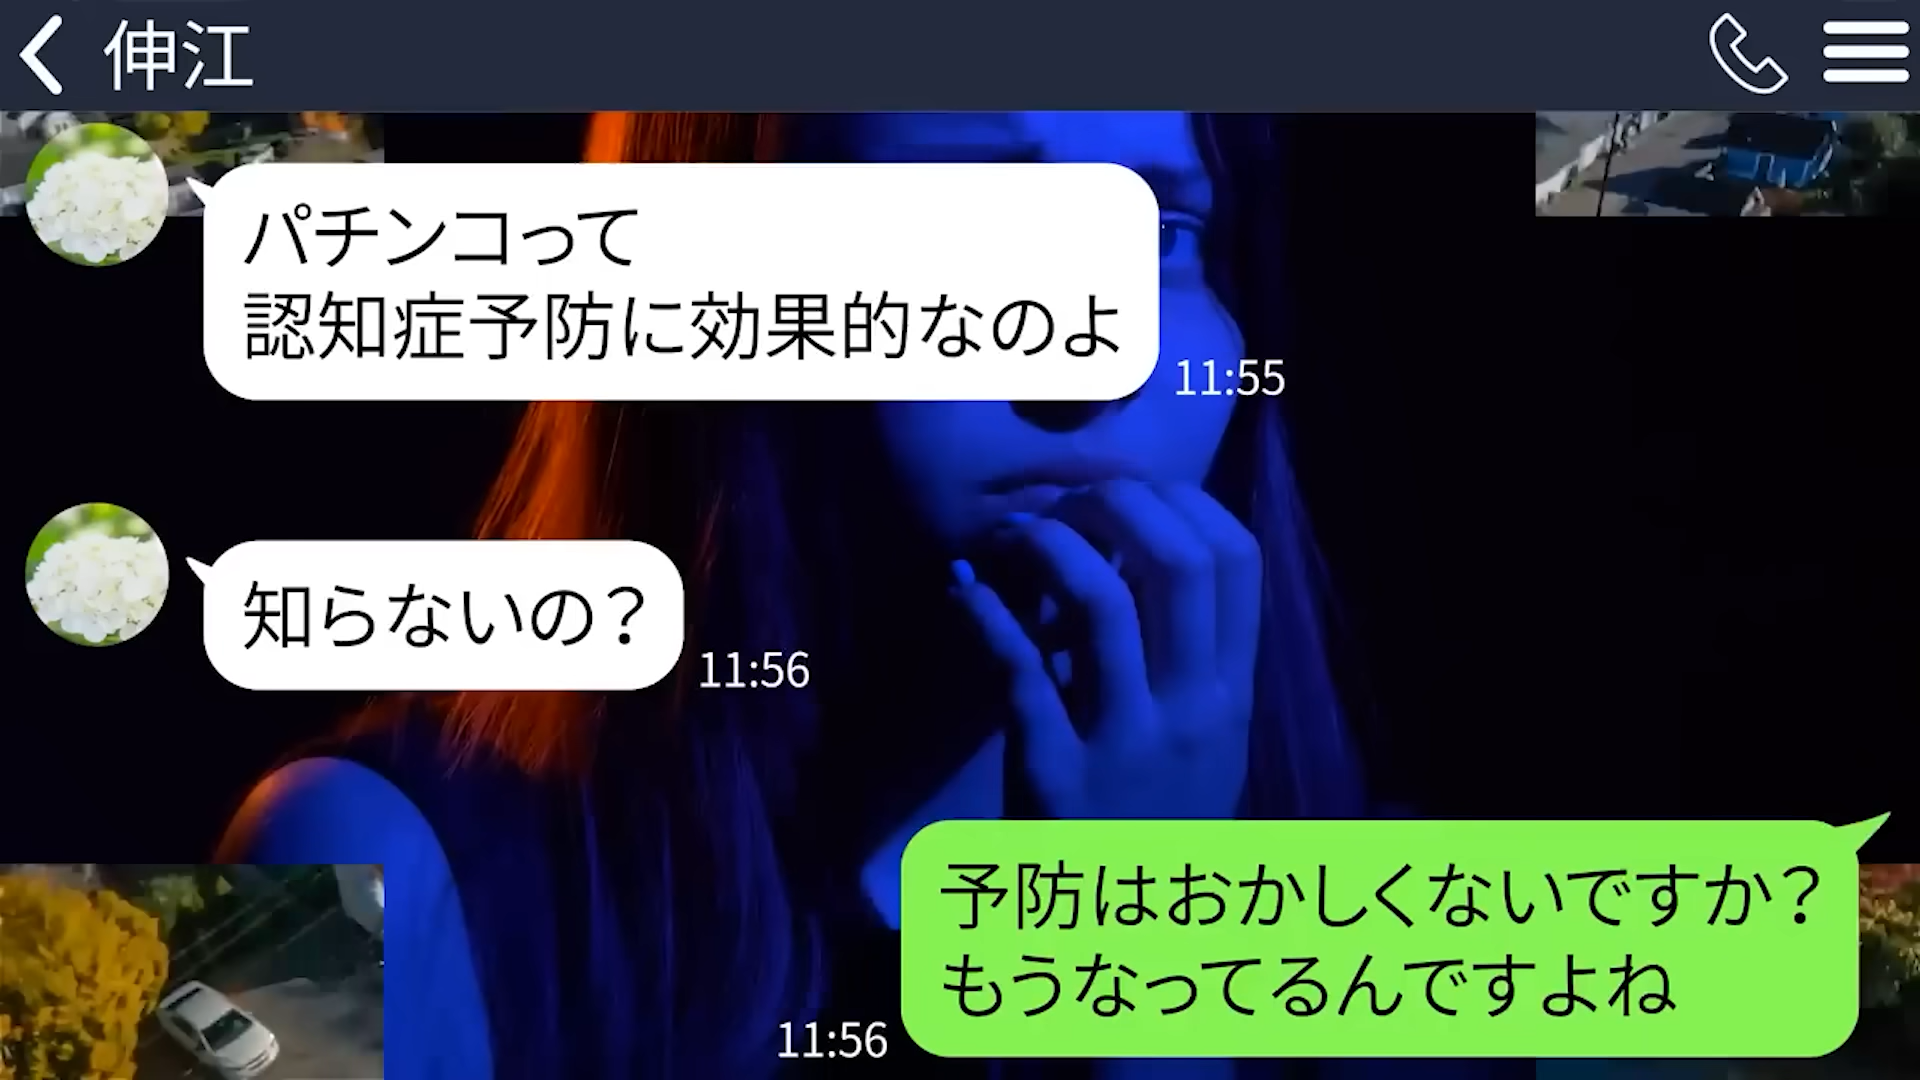 伸江
パチンコって
認知症予防に効果的なのよ
11:55
知らないの？
11:56
予防はおかしくないですか？
もうなってるんですよね
11:56